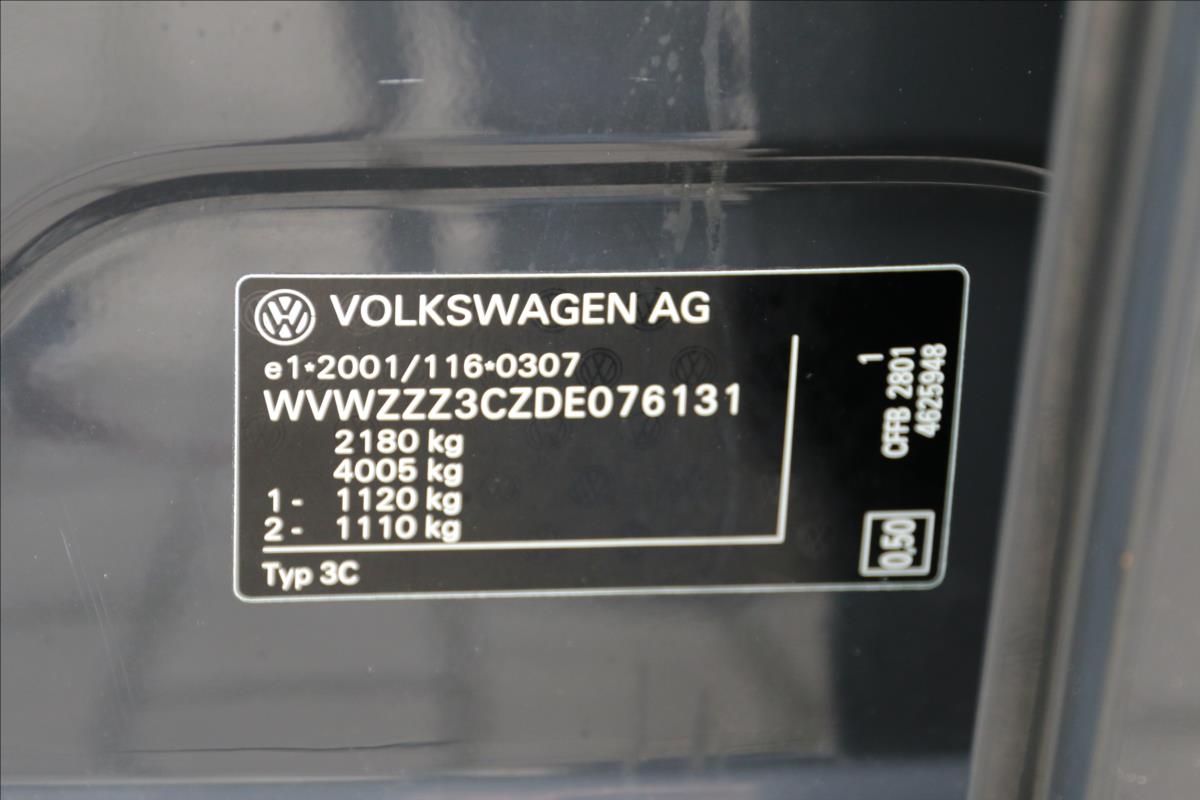 VOLKSWAGEN AG
e1*2001/116*0307
WVWZZZ3CZDE076131
2180 kg
4005 kg
1- 1120 kg
2- 1110 kg
Typ 3C
1
CFFB 2801
4625948
0,50